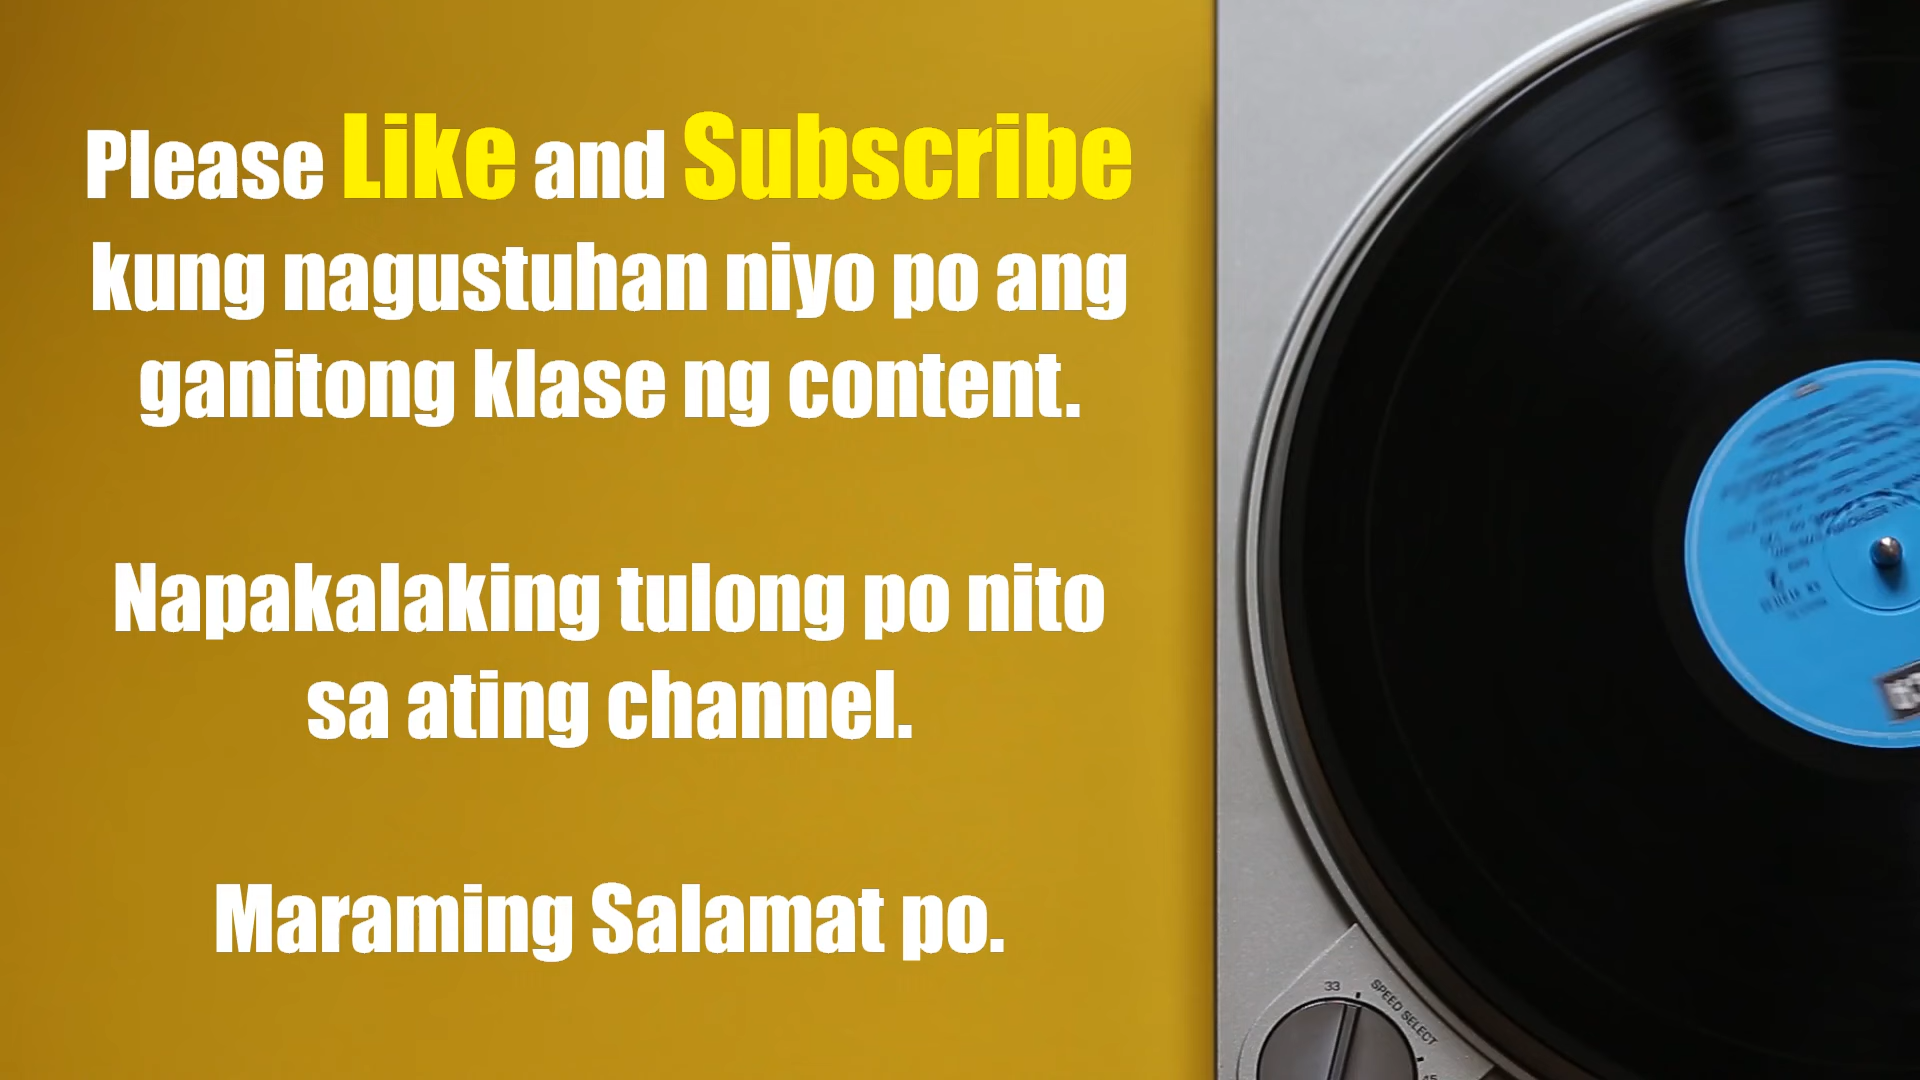 Please Like and Subscribe
kung nagustuhan niyo po ang
ganitong klase ng content.
Napakalaking tulong po nito
sa ating channel.
Maraming Salamat po.
33
SPEED SELECT
45